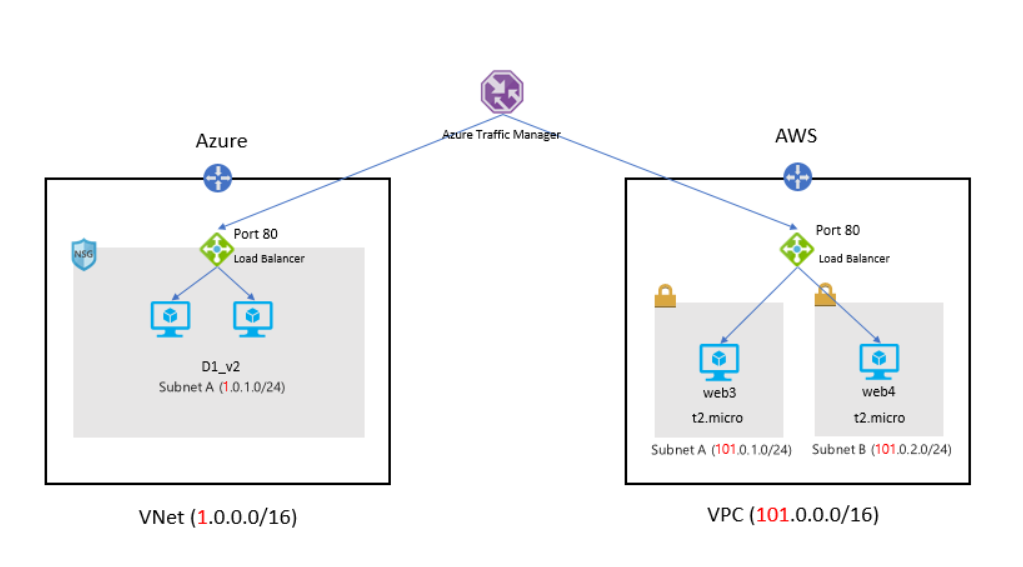 Azure Traffic Manager
Azure
AWS
Port 80
Load Balancer
NSG
D1_v2
Subnet A (1.0.1.0/24)
VNet (1.0.0.0/16)
Port 80
Load Balancer
web3
t2.micro
web4
t2.micro
Subnet A (101.0.1.0/24)
Subnet B (101.0.2.0/24)
VPC (101.0.0.0/16)